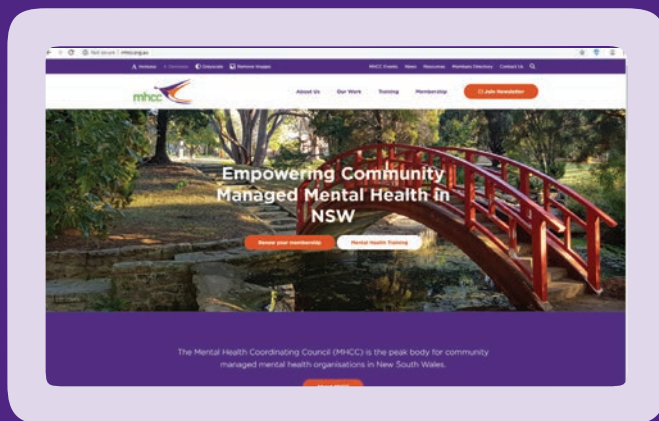 Not secure | mhcc.org.au
A Increase A Decrease Greyscale Remove Images
MHCC Events News Resources Members Directory Contact Us
mhcc
About Us Our Work Training Membership Join Newsletter
Empowering Community
Managed Mental Health in
NSW
Renew your membership Mental Health Training
The Mental Health Coordinating Council (MHCC) is the peak body for community
managed mental health organisations in New South Wales.